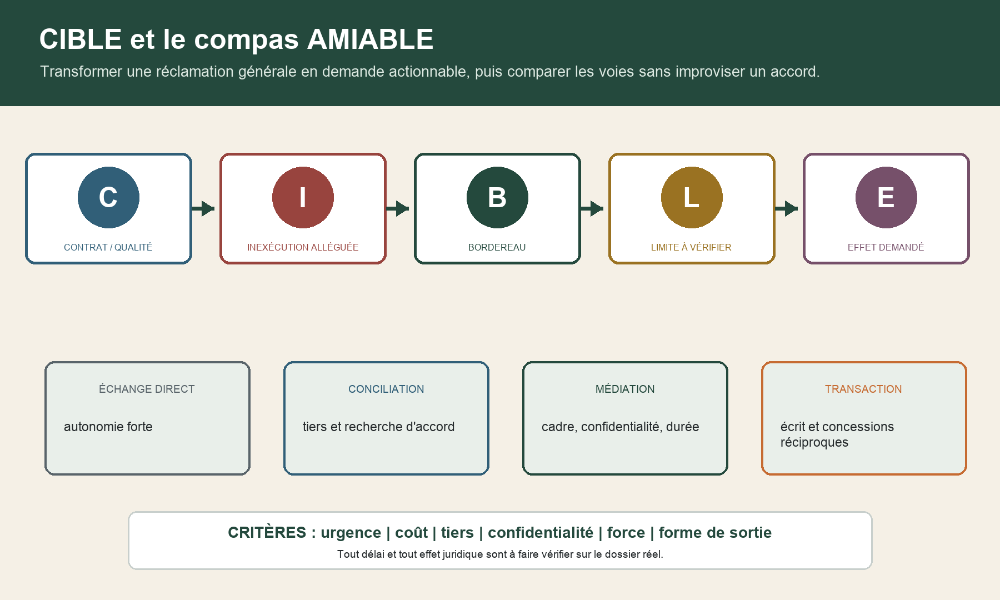 CIBLE et le compas AMIABLE
Transformer une réclamation générale en demande actionnable, puis comparer les voies sans improviser un accord.
C
CONTRAT / QUALITÉ
I
INEXÉCUTION ALLÉGUÉE
B
BORDEREAU
L
LIMITE À VÉRIFIER
E
EFFET DEMANDÉ
ÉCHANGE DIRECT
autonomie forte
CONCILIATION
tiers et recherche d'accord
MÉDIATION
cadre, confidentialité, durée
TRANSACTION
écrit et concessions
réciproques
CRITÈRES : urgence | coût | tiers | confidentialité | force | forme de sortie
Tout délai et tout effet juridique sont à faire vérifier sur le dossier réel.